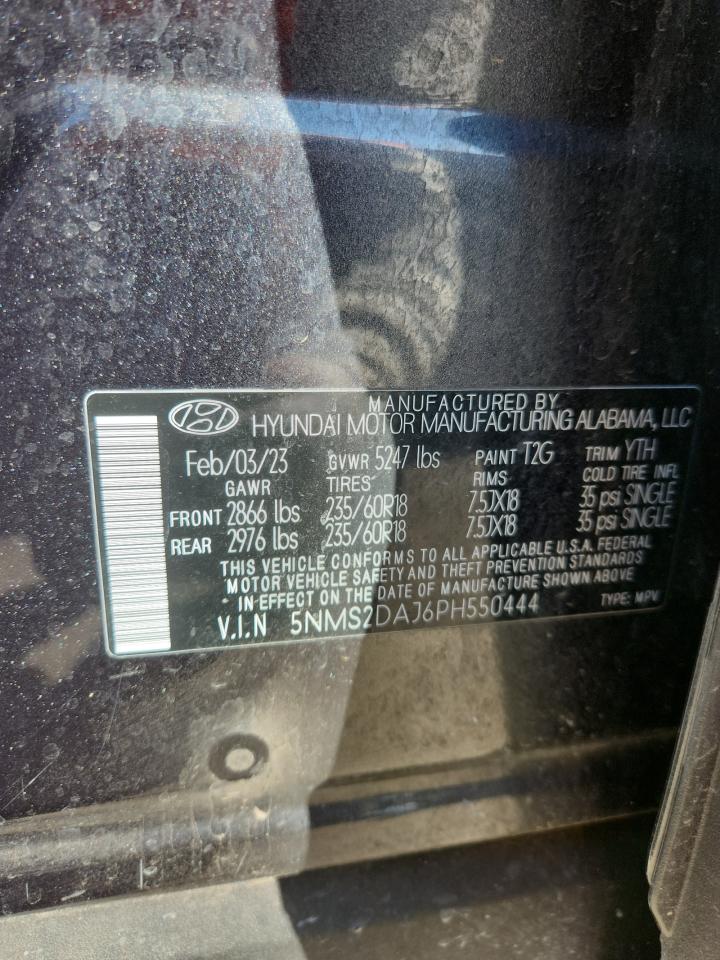 MANUFACTURED BY
HYUNDAI MOTOR MANUFACTURING ALABAMA, LLC
Feb/03/23 GVWR 5247 lbs PAINT T2G TRIM YTH
GAWR TIRES RIMS COLD TIRE INFL
FRONT 2866 lbs 235/60R18 7.5JX18 35 psi SINGLE
REAR 2976 lbs 235/60R18 7.5JX18 35 psi SINGLE
THIS VEHICLE CONFORMS TO ALL APPLICABLE U.S.A. FEDERAL
MOTOR VEHICLE SAFETY AND THEFT PREVENTION STANDARDS
* IN EFFECT ON THE DATE OF MANUFACTURE SHOWN ABOVE
V.I.N 5NMS2DAJ6PH550444 TYPE: MPV